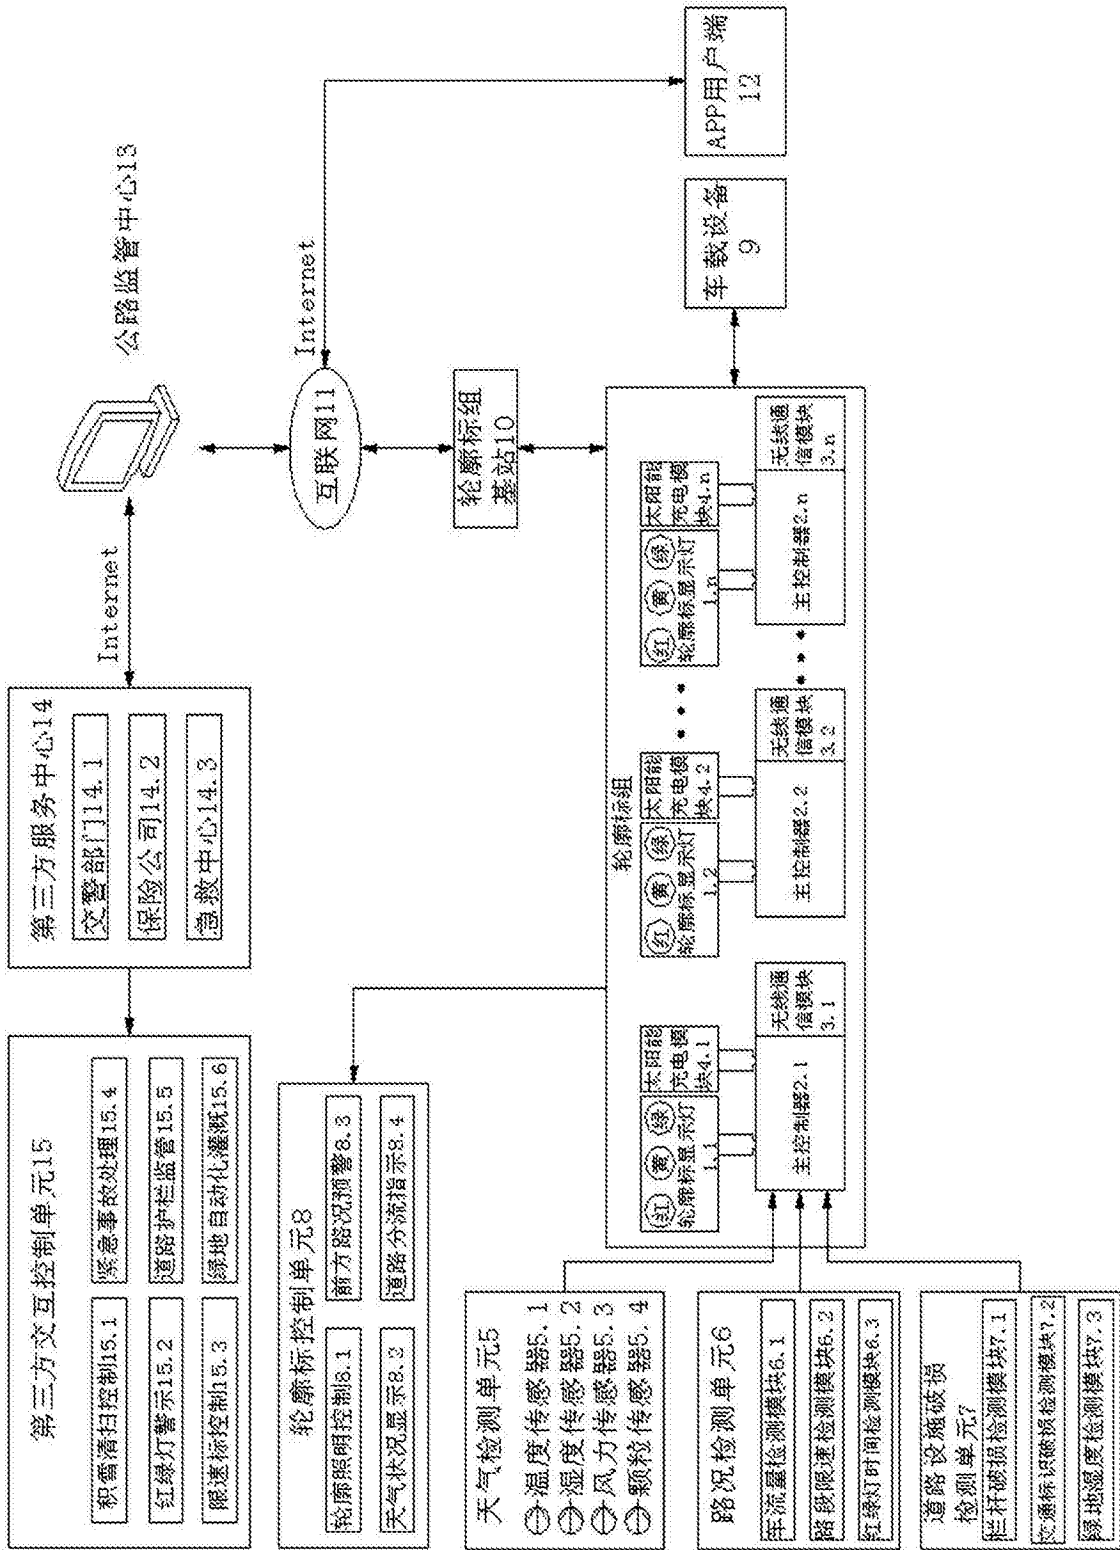 第三方交互控制单元15
积雪清扫控制15.1
红绿灯警示15.2
限速标控制15.3
紧急事故处理15.4
道路护栏监管15.5
绿地自动化灌溉15.6
第三方服务中心14
交警部门14.1
保险公司14.2
急救中心14.3
Internet
公路监管中心13
轮廓标控制单元8
轮廓照明控制8.1
天气状况显示8.2
前方路况预警8.3
道路分流指示8.4
互联网11
Internet
轮廓标组
基站10
APP用户端
12
车载设备
9
天气检测单元5
温度传感器5.1
湿度传感器5.2
风力传感器5.3
颗粒传感器5.4
路况检测单元6
车流量检测模块6.1
路段限速检测模块6.2
红绿灯时间检测模块6.3
道路设施破损
检测单元7
栏杆破损检测模块7.1
交通标识破损检测模块7.2
绿地湿度检测模块7.3
轮廓标组
红 黄 绿
轮廓标显示灯
1.1
太阳能
充电模
块4.1
主控制器2.1
无线通
信模块
3.1
红 黄 绿
轮廓标显示灯
1.2
太阳能
充电模
块4.2
主控制器2.2
无线通
信模块
3.2
红 黄 绿
轮廓标显示灯
1.n
太阳能
充电模
块4.n
主控制器2.n
无线通
信模块
3.n